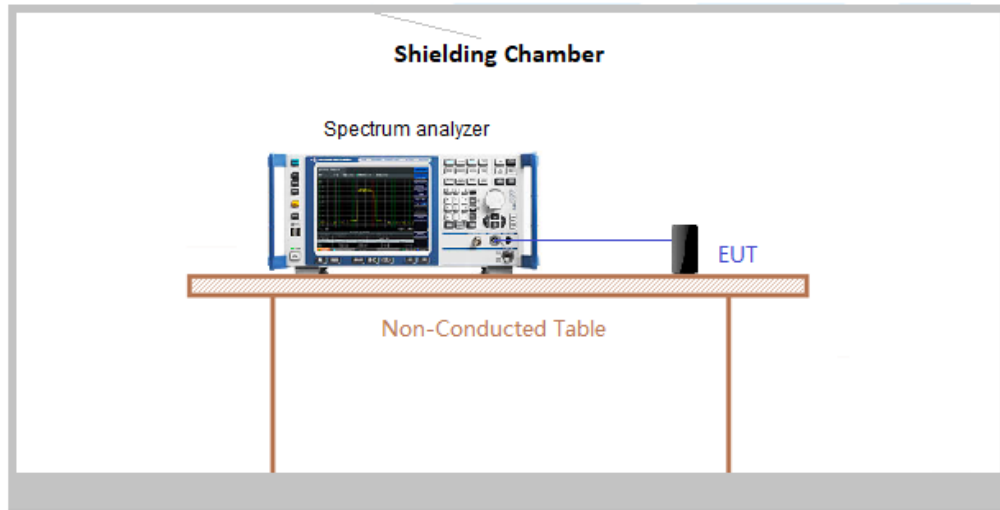 Shielding Chamber
Spectrum analyzer
EUT
Non-Conducted Table